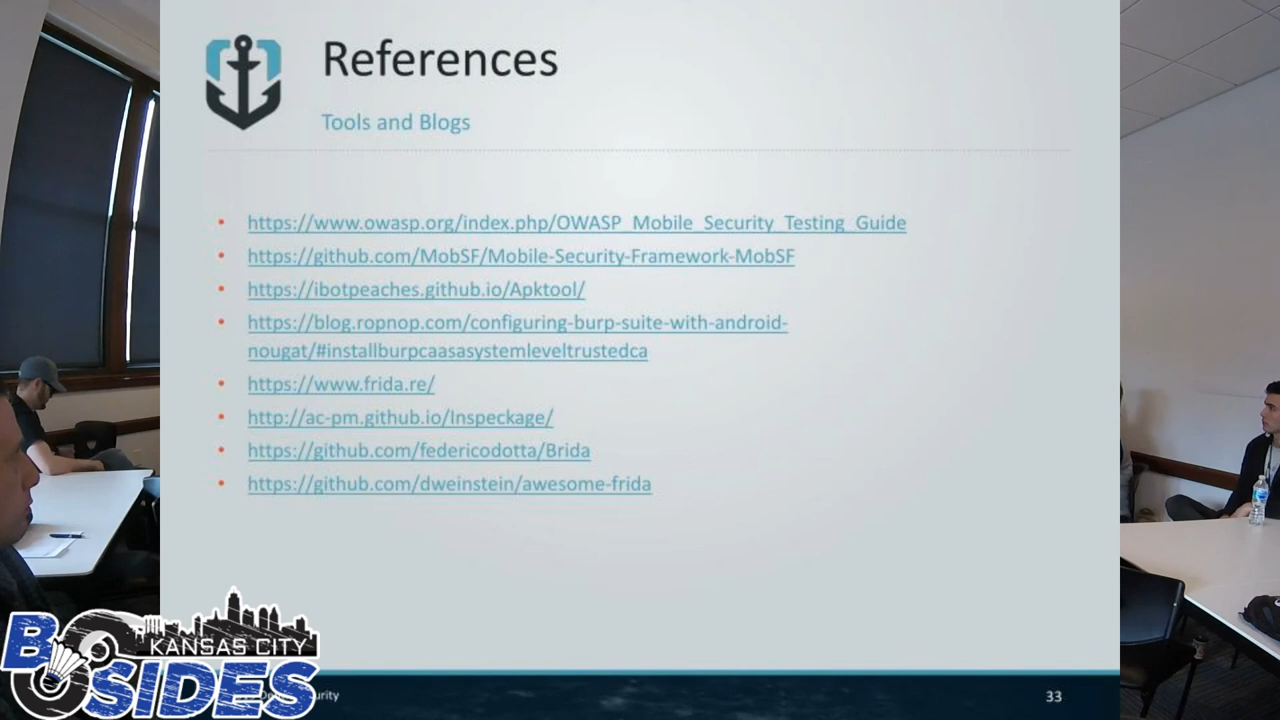 References
Tools and Blogs
• https://www.owasp.org/index.php/OWASP_Mobile_Security_Testing_Guide
• https://github.com/MobSF/Mobile-Security-Framework-MobSF
• https://ibotpeaches.github.io/Apktool/
• https://blog.ropnop.com/configuring-burp-suite-with-android-
nougat/#installburpcaasasystemleveltrustedca
• https://www.frida.re/
• http://ac-pm.github.io/Inspeckage/
• https://github.com/federicodotta/Brida
• https://github.com/dweinstein/awesome-frida
B
KANSAS CITY
SIDES
33